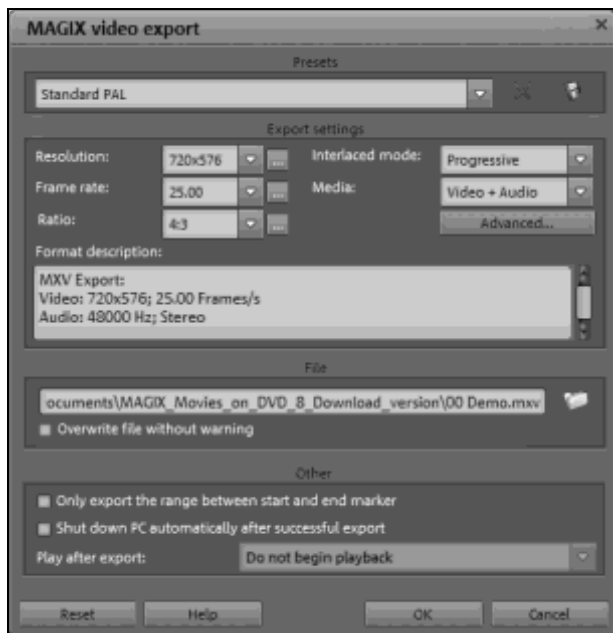 MAGIX video export
Presets
Standard PAL
Export settings
Resolution: 720x576 ... Interlaced mode: Progressive
Frame rate: 25.00 ... Media: Video + Audio
Ratio: 4:3 ... Advanced...
Format description:
MXV Export:
Video: 720x576; 25.00 Frames/s
Audio: 48000 Hz; Stereo
File
ocuments\MAGIX_Movies_on_DVD_8_Download_version\00 Demo.mxv
Overwrite file without warning
Other
Only export the range between start and end marker
Shut down PC automatically after successful export
Play after export: Do not begin playback
Reset Help OK Cancel